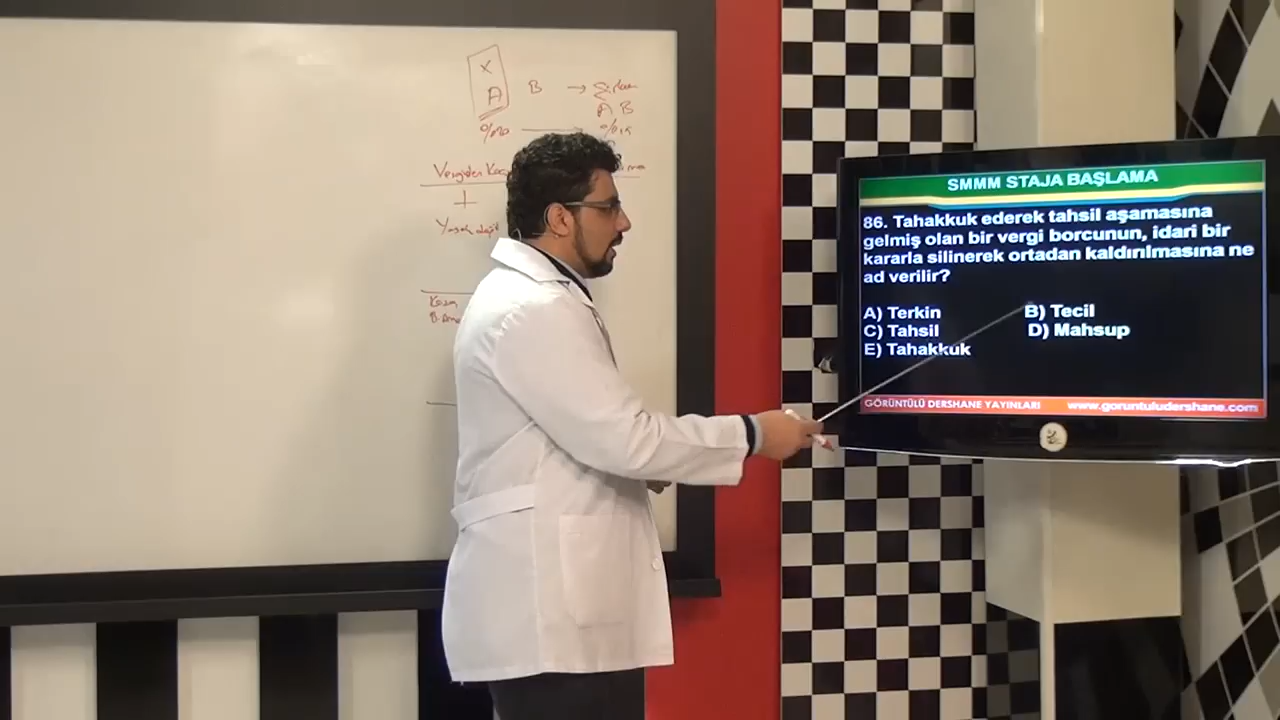 X
A
B
A B
SMMM STAJA BAŞLAMA
86. Tahakkuk ederek tahsil aşamasına
gelmiş olan bir vergi borcunun, idari bir
kararla silinerek ortadan kaldırılmasına ne
ad verilir?
A) Terkin
B) Tecil
C) Tahsil
D) Mahsup
E) Tahakkuk
GÖRÜNTÜLÜ DERSHANE YAYINLARI www.goruntuludershane.com